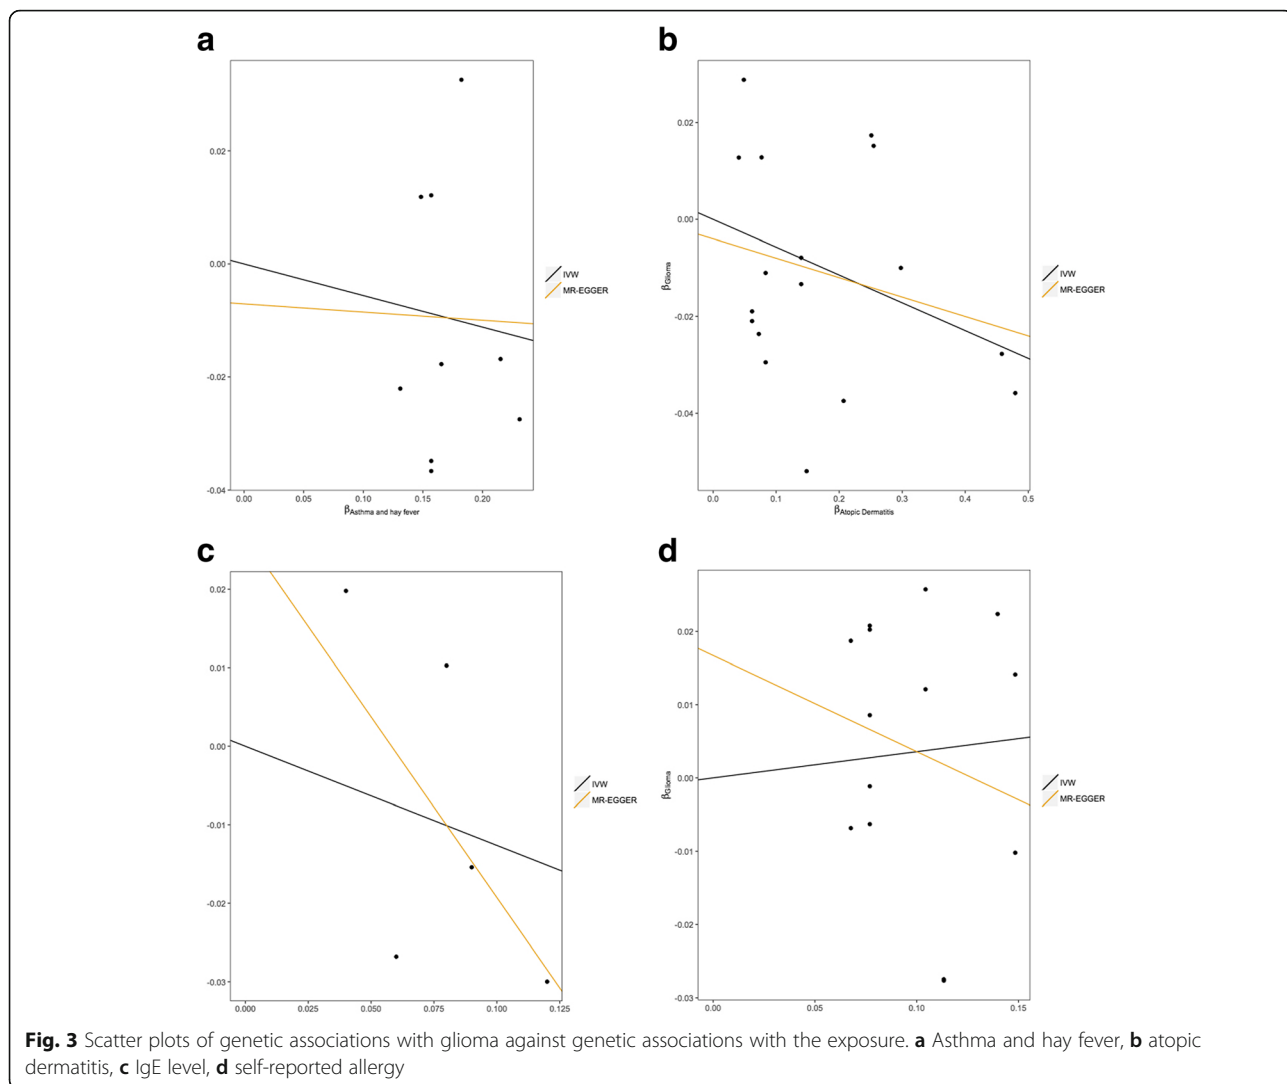 a
0.02
0.00
-0.02
-0.04
0.00 0.05 0.10 0.15 0.20
βAsthma and hay fever
IVW
MR-EGGER
b
βGlioma
0.02
0.00
-0.02
-0.04
0.0 0.1 0.2 0.3 0.4 0.5
βAtopic Dermatitis
IVW
MR-EGGER
c
0.02
0.01
0.00
-0.01
-0.02
-0.03
0.000 0.025 0.050 0.075 0.100 0.125
IVW
MR-EGGER
d
βGlioma
0.02
0.01
0.00
-0.01
-0.02
-0.03
0.00 0.05 0.10 0.15
IVW
MR-EGGER
Fig. 3 Scatter plots of genetic associations with glioma against genetic associations with the exposure. a Asthma and hay fever, b atopic
dermatitis, c IgE level, d self-reported allergy